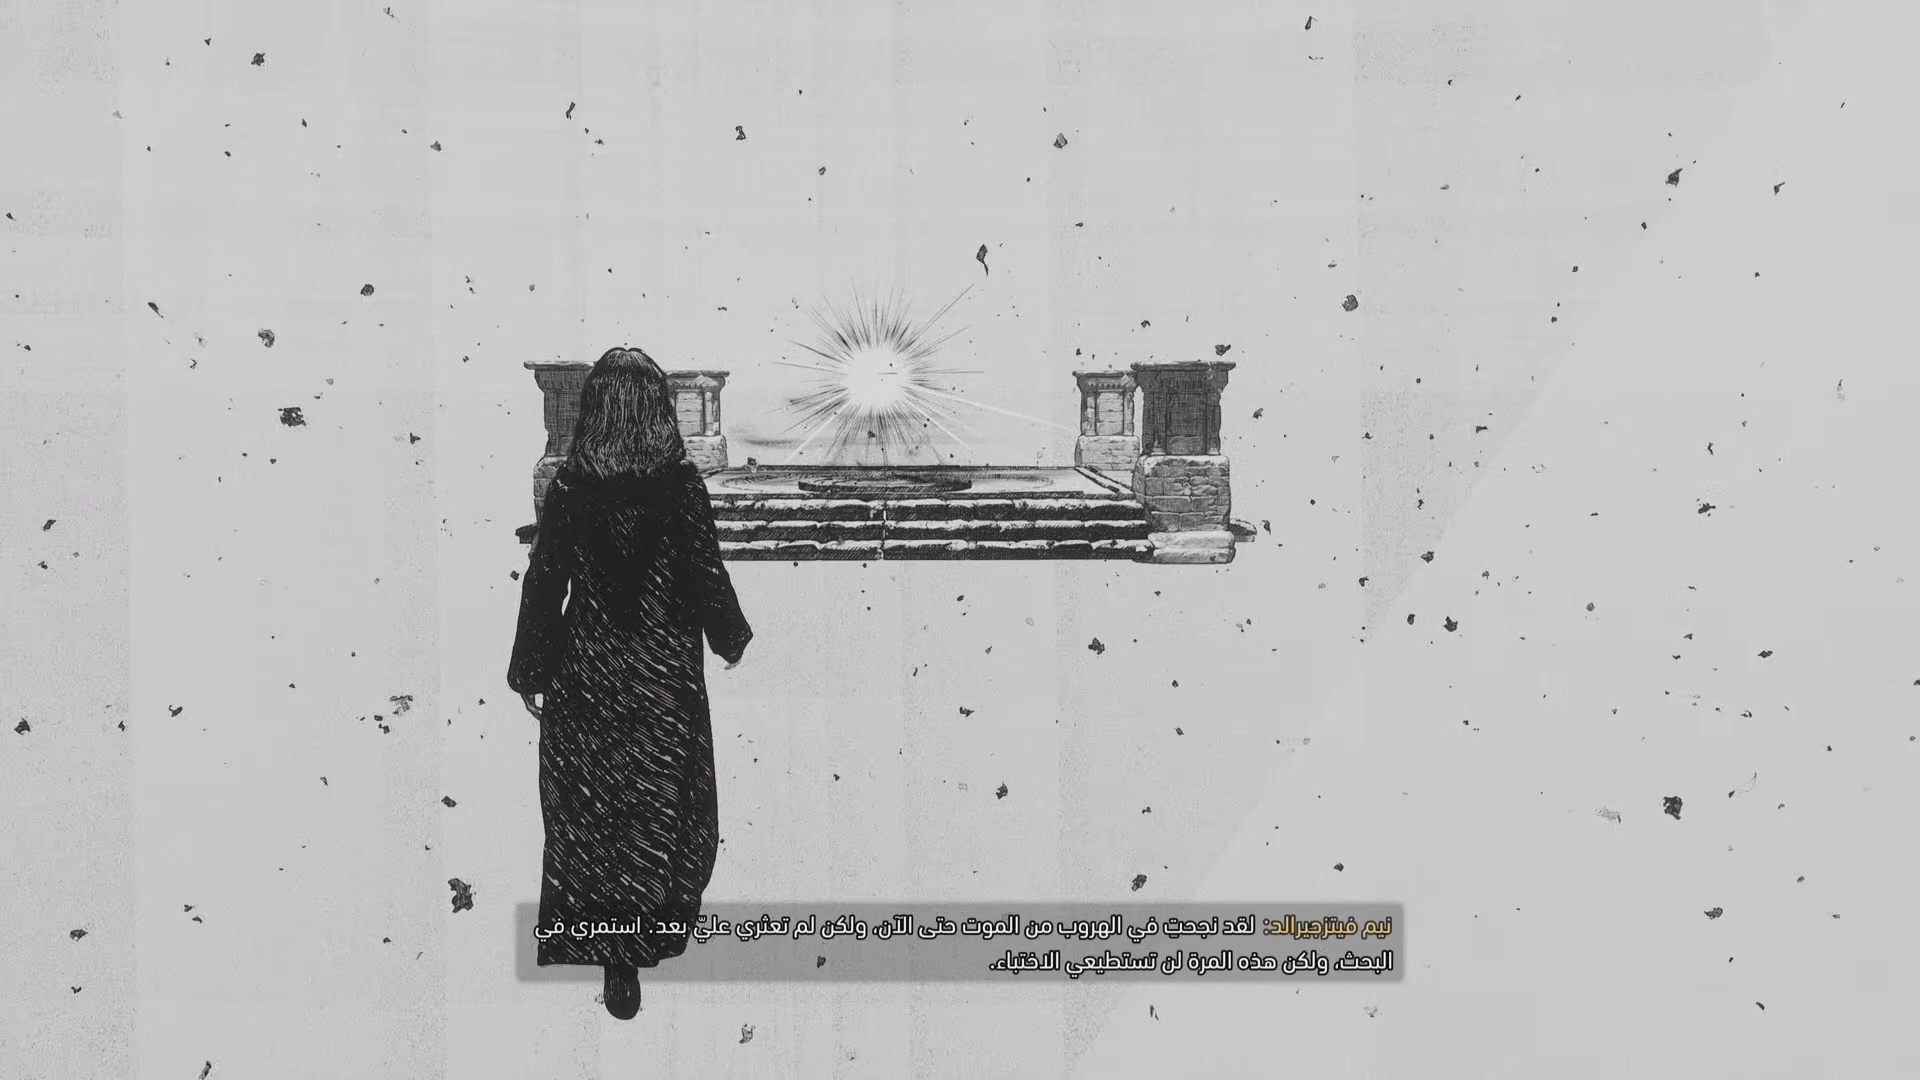 نيم فيتزجيرالد: لقد نجحتِ في الهروب من الموت حتى الآن، ولكن لم تعثري عليّ بعد. استمري في
البحث، ولكن هذه المرة لن تستطيعي الاختباء.